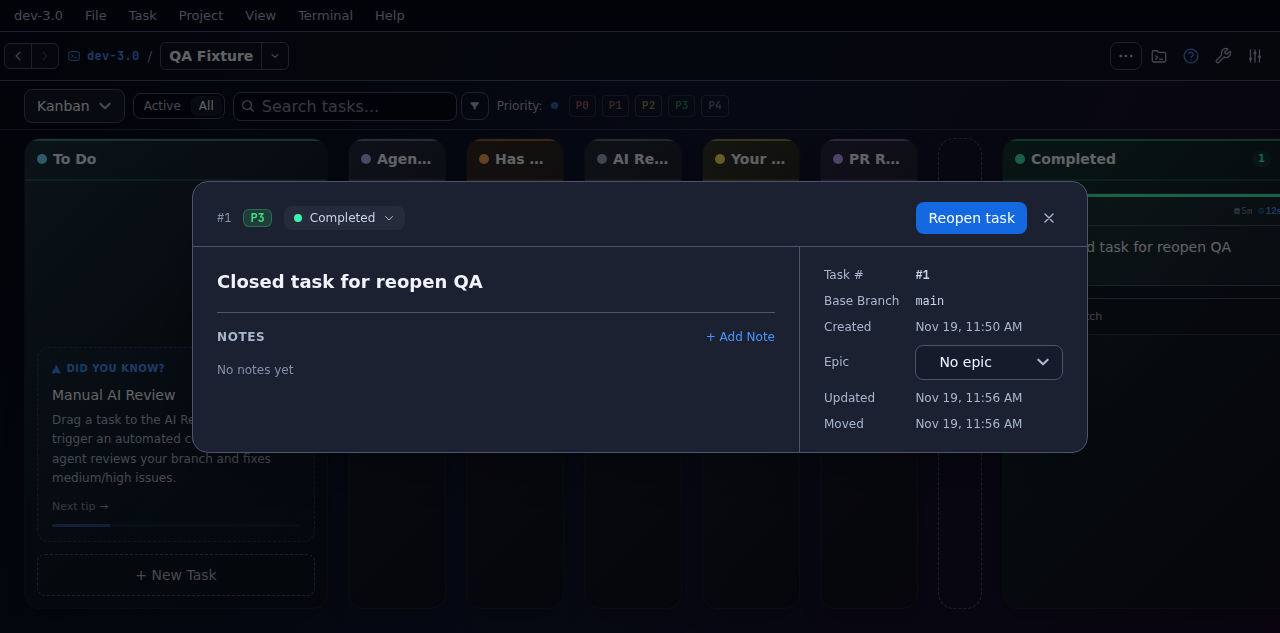 dev-3.0 File Task Project View Terminal Help
dev-3.0 / QA Fixture
Kanban Active All Search tasks... Priority: P0 P1 P2 P3 P4
To Do Agen... Has ... AI Re... Your ... PR R... Completed 1
5m
#1 P3 Completed Reopen task
d task for reopen QA
Closed task for reopen QA
NOTES + Add Note
No notes yet
Task # #1
Base Branch main
Created Nov 19, 11:50 AM
Epic No epic
Updated Nov 19, 11:56 AM
Moved Nov 19, 11:56 AM
DID YOU KNOW?
Manual AI Review
Drag a task to the AI Re
trigger an automated c
agent reviews your branch and fixes
medium/high issues.
Next tip →
+ New Task